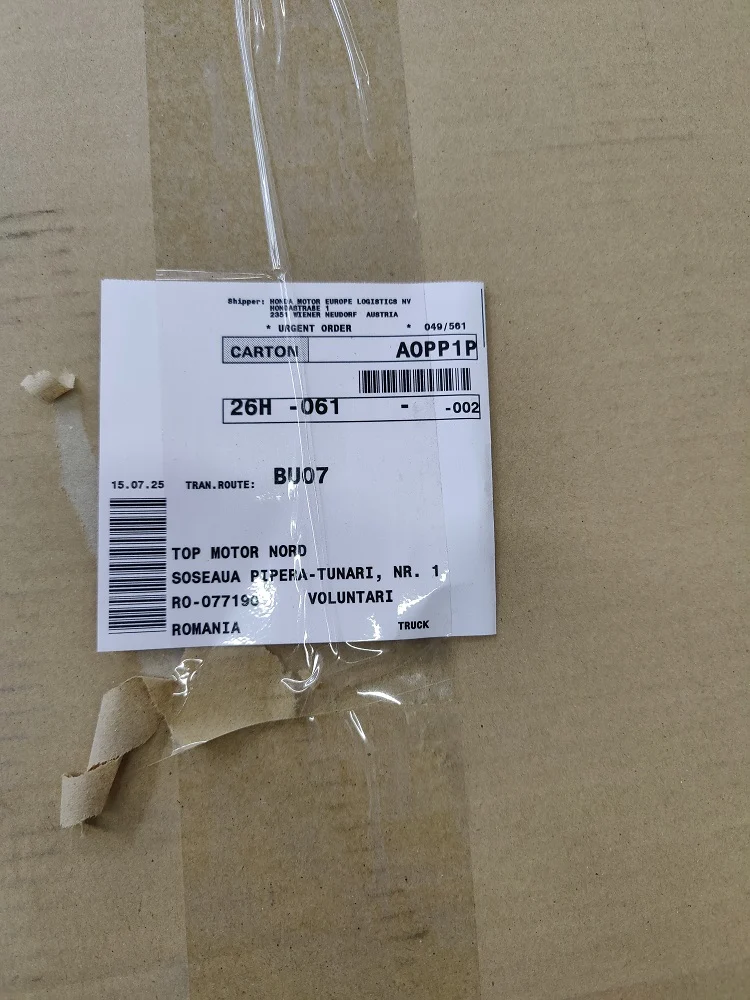 Shipper: HONDA MOTOR EUROPE LOGISTICS NV
HONDASTRAßE 1
2351 WIENER NEUDORF AUSTRIA
* URGENT ORDER * 049/561
CARTON A0PP1P
26H -061 - -002
15.07.25 TRAN.ROUTE: BU07
TOP MOTOR NORD
SOSEAUA PIPERA-TUNARI, NR. 1,
RO-077190 VOLUNTARI
ROMANIA TRUCK